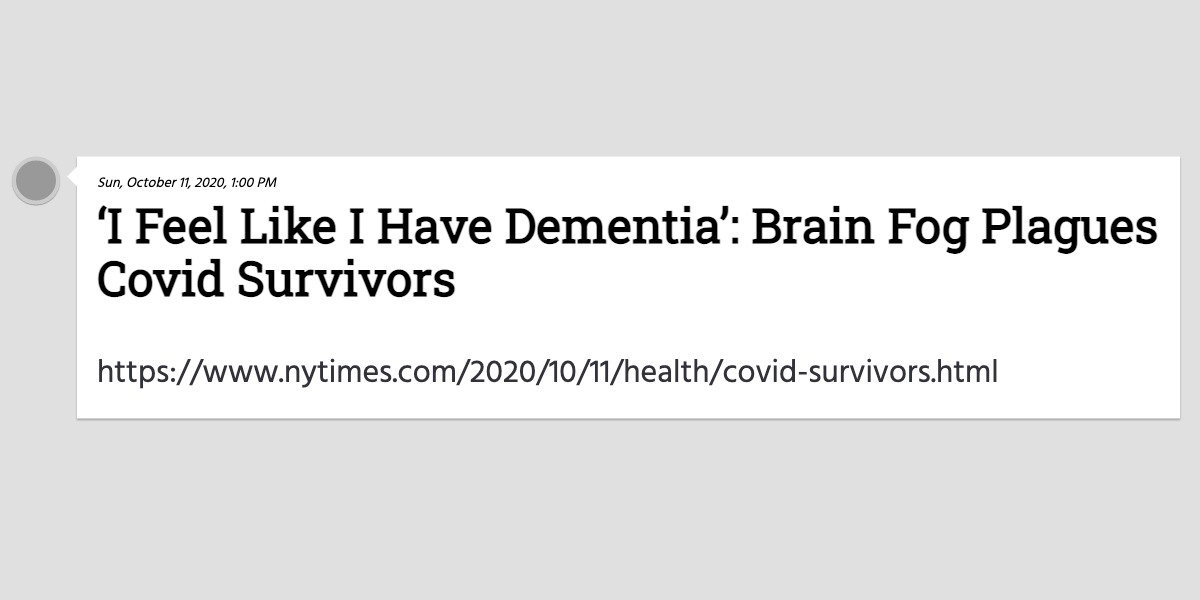 Sun, October 11, 2020, 1:00 PM
‘I Feel Like I Have Dementia’: Brain Fog Plagues
Covid Survivors
https://www.nytimes.com/2020/10/11/health/covid-survivors.html